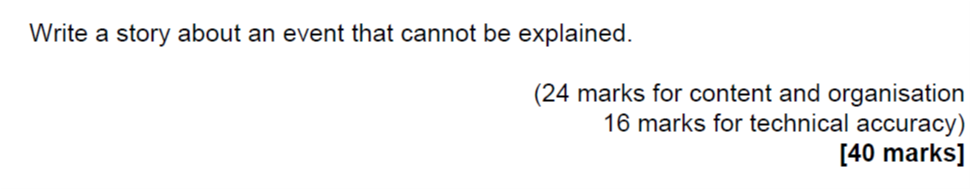 Write a story about an event that cannot be explained.
(24 marks for content and organisation
16 marks for technical accuracy)
[40 marks]